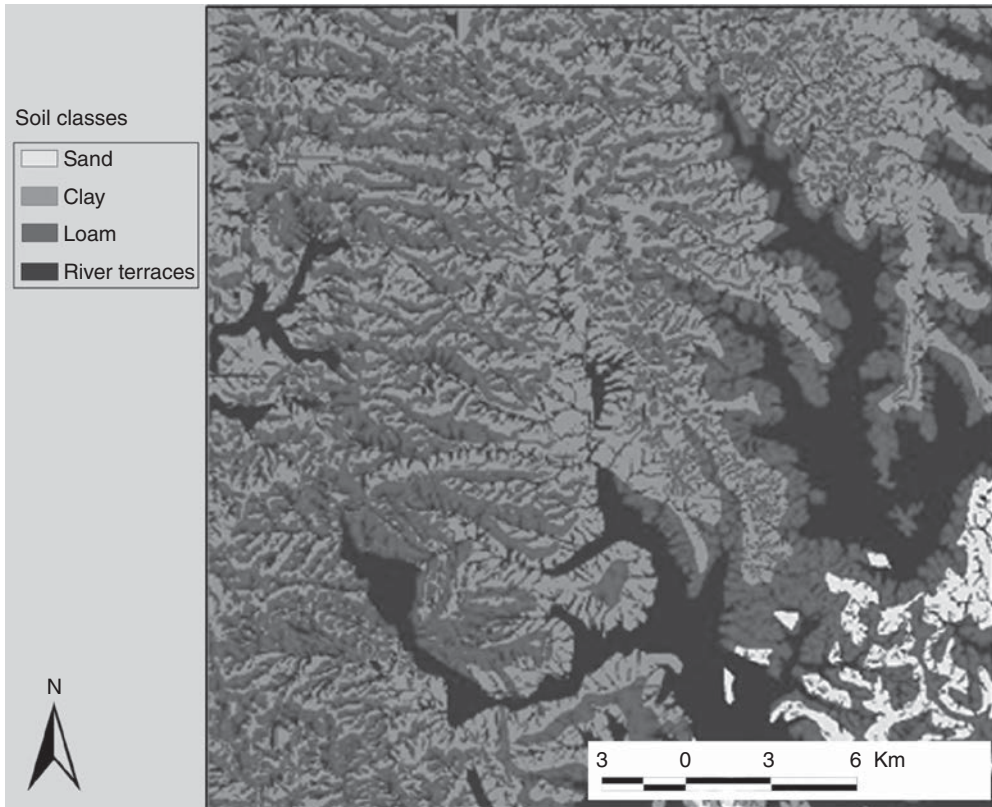 Soil classes
Sand
Clay
Loam
River terraces
N
3 0 3 6 Km